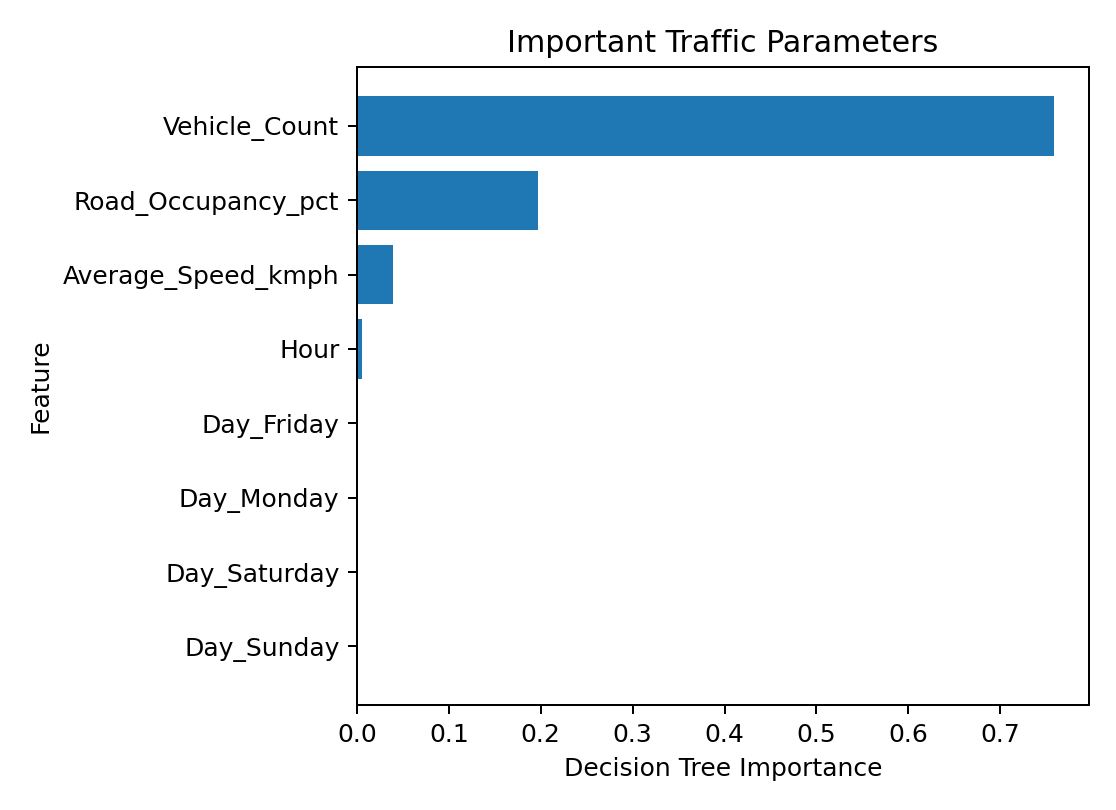 Important Traffic Parameters
Vehicle_Count
Road_Occupancy_pct
Average_Speed_kmph
Hour
Day_Friday
Day_Monday
Day_Saturday
Day_Sunday
Feature
0.0 0.1 0.2 0.3 0.4 0.5 0.6 0.7
Decision Tree Importance